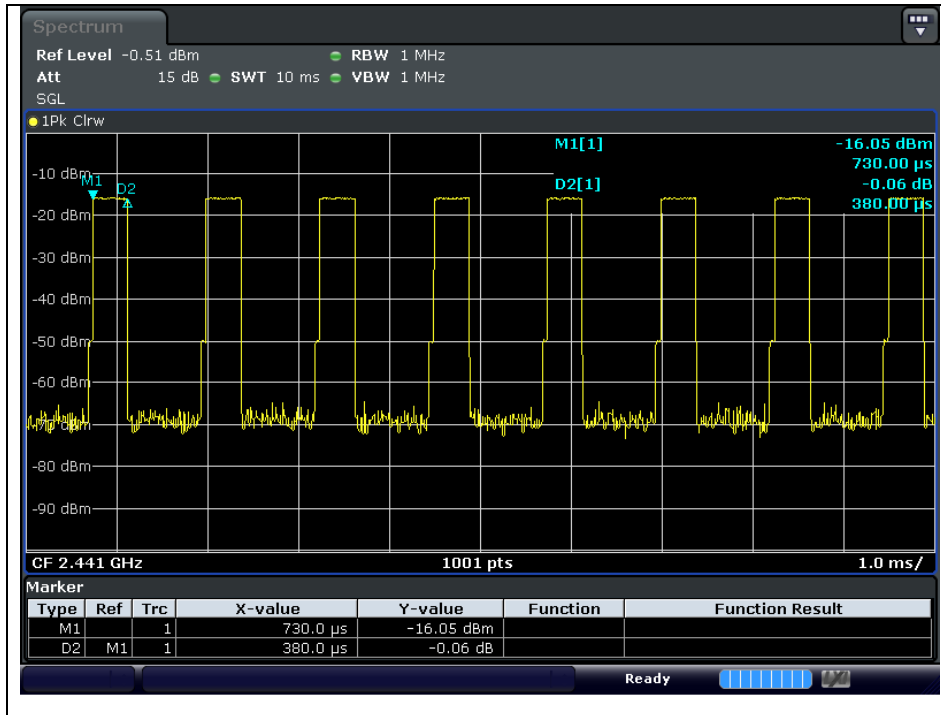 Spectrum
Ref Level -0.51 dBm RBW 1 MHz
Att 15 dB SWT 10 ms VBW 1 MHz
SGL
1Pk Clrw
M1[1] -16.05 dBm
730.00 µs
D2[1] -0.06 dB
380.00 µs
-10 dBm
M1
D2
-20 dBm
-30 dBm
-40 dBm
-50 dBm
-60 dBm
-80 dBm
-90 dBm
CF 2.441 GHz 1001 pts 1.0 ms/
Marker
Type Ref Trc X-value Y-value Function Function Result
M1 1 730.0 µs -16.05 dBm
D2 M1 1 380.0 µs -0.06 dB
Ready